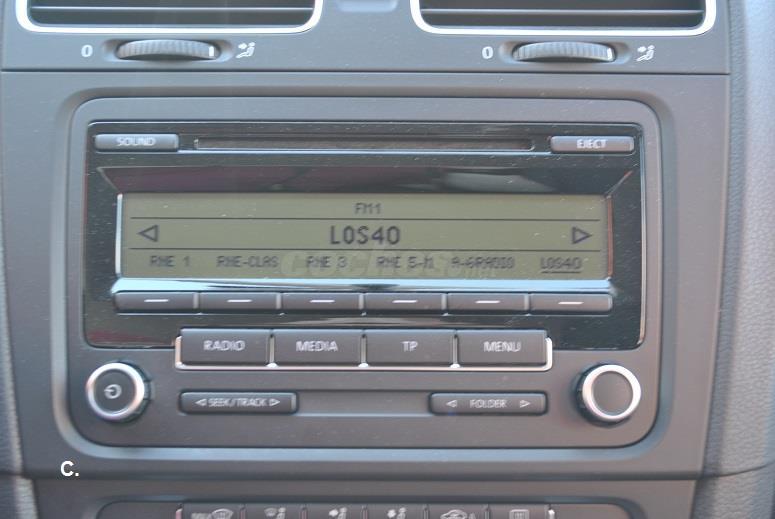 0 0
SOUND EJECT
FM1
LOS40
RNE 1 RNE-CLAS RNE 3 RNE 5-M A-6RADIO LOS40
RADIO MEDIA TP MENU
SEEK/TRACK FOLDER
C.